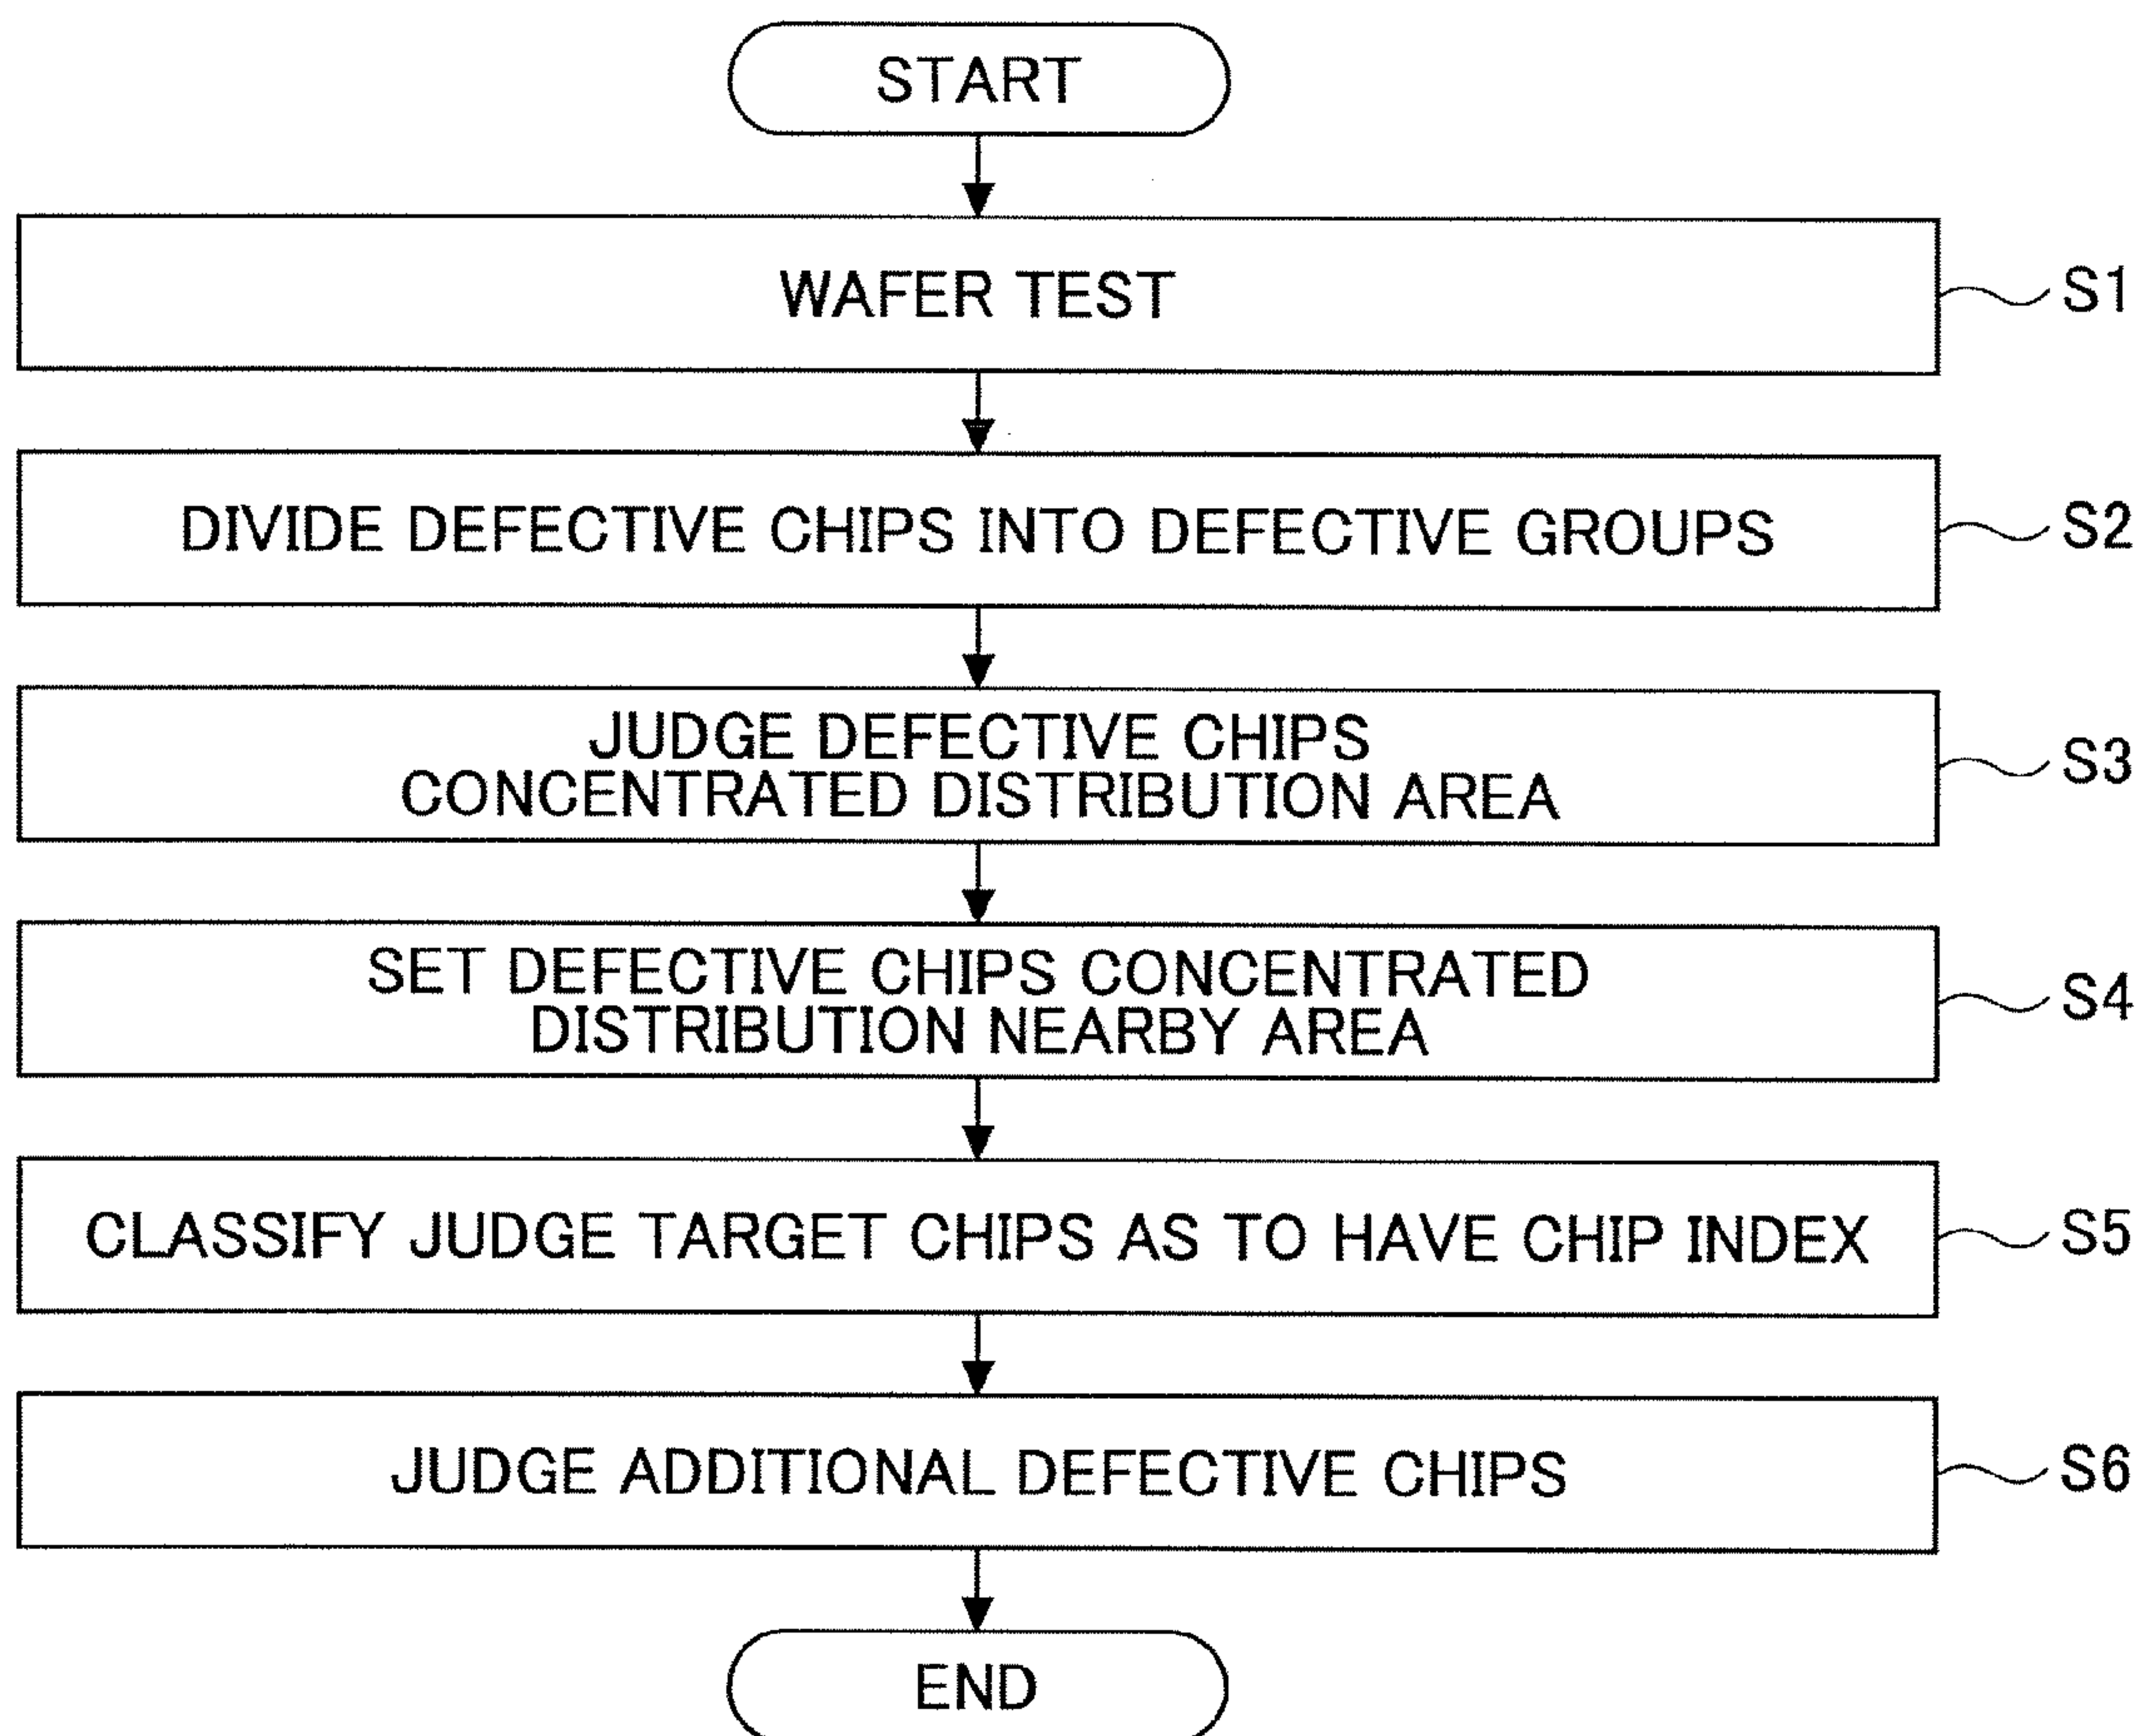 START
WAFER TEST
S1
DIVIDE DEFECTIVE CHIPS INTO DEFECTIVE GROUPS
S2
JUDGE DEFECTIVE CHIPS
CONCENTRATED DISTRIBUTION AREA
S3
SET DEFECTIVE CHIPS CONCENTRATED
DISTRIBUTION NEARBY AREA
S4
CLASSIFY JUDGE TARGET CHIPS AS TO HAVE CHIP INDEX
S5
JUDGE ADDITIONAL DEFECTIVE CHIPS
S6
END